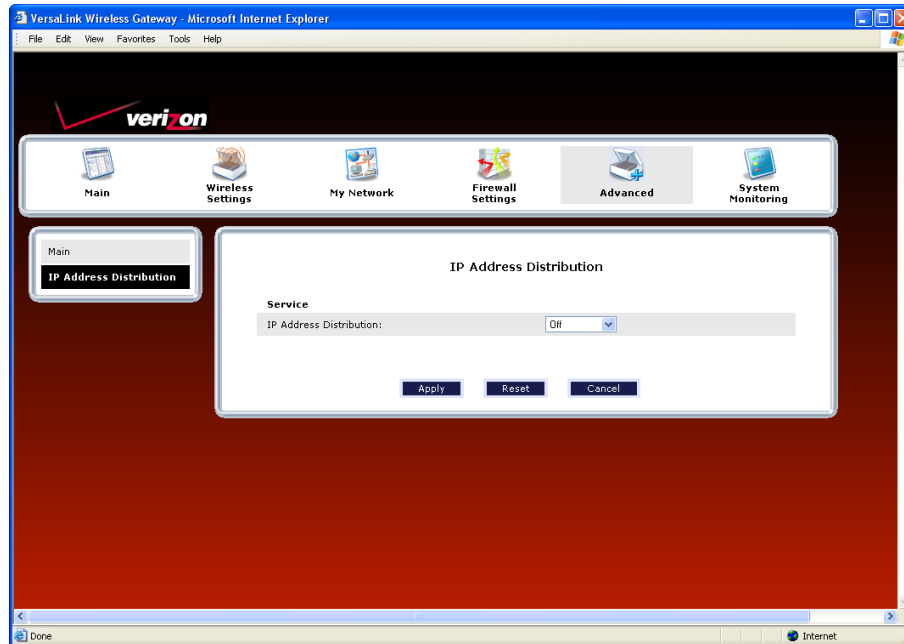 VersaLink Wireless Gateway - Microsoft Internet Explorer
File Edit View Favorites Tools Help
verizon
Main
Wireless
Settings
My Network
Firewall
Settings
Advanced
System
Monitoring
Main
IP Address Distribution
IP Address Distribution
Service
IP Address Distribution: Off
Apply Reset Cancel
Done Internet